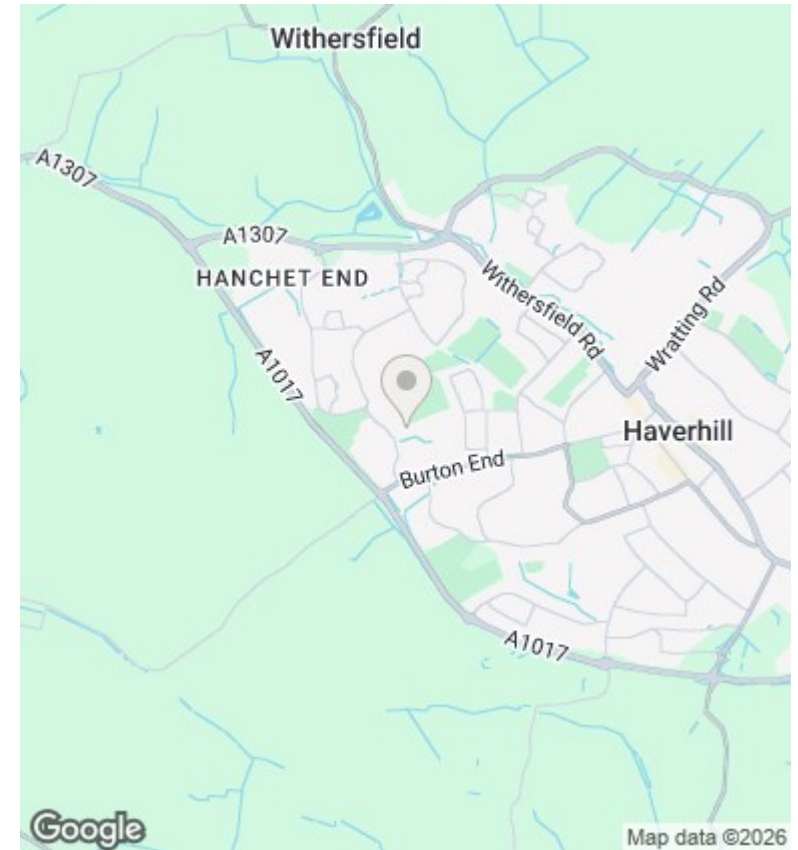 Withersfield
A1307
A1307
HANCHET END
Withersfield Rd
Wratting Rd
A1017
Haverhill
Burton End
A1017
Google
Map data ©2026